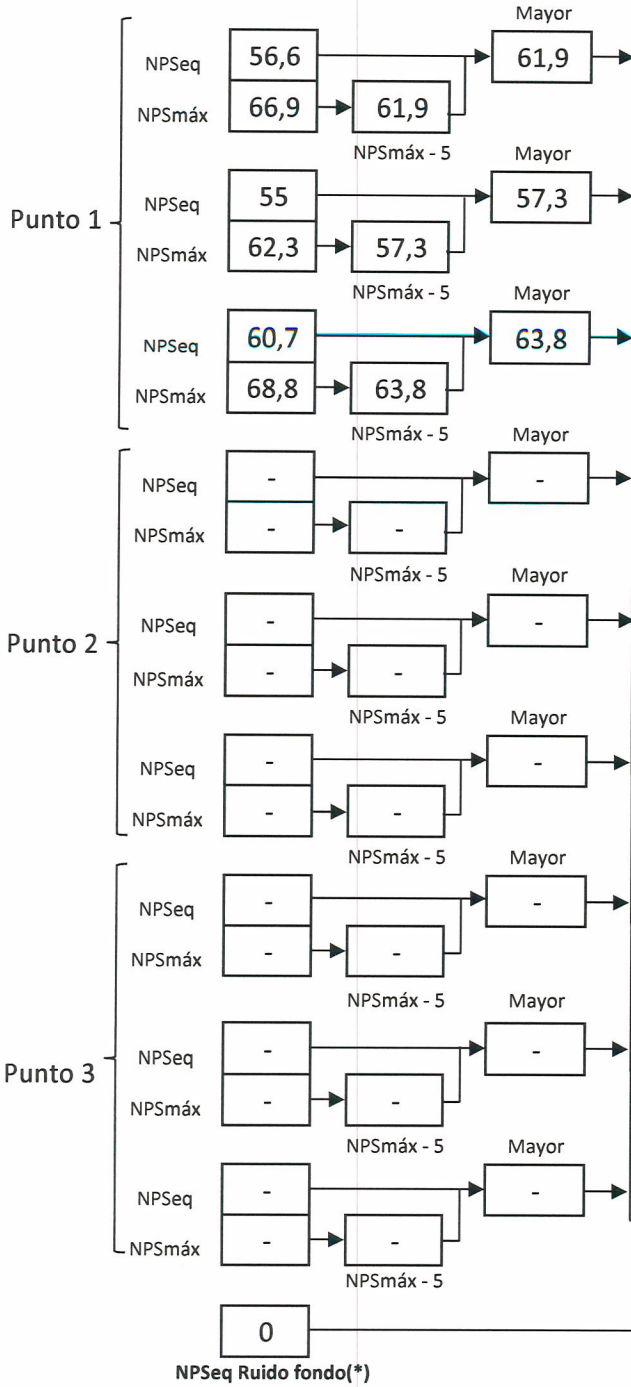 Mayor
NPSeq 56,6 61,9
NPSmáx 66,9 61,9
NPSmáx - 5 Mayor
NPSeq 55 57,3
Punto 1
NPSmáx 62,3 57,3
NPSmáx - 5 Mayor
NPSeq 60,7 63,8
NPSmáx 68,8 63,8
NPSmáx - 5 Mayor
NPSeq - -
NPSmáx - -
NPSmáx - 5 Mayor
NPSeq - -
Punto 2
NPSmáx - -
NPSmáx - 5 Mayor
NPSeq - -
NPSmáx - -
NPSmáx - 5 Mayor
NPSeq - -
NPSmáx - -
NPSmáx - 5 Mayor
NPSeq - -
Punto 3
NPSmáx - -
NPSmáx - 5 Mayor
NPSeq - -
NPSmáx - -
NPSmáx - 5
0
NPSeq Ruido fondo(*)